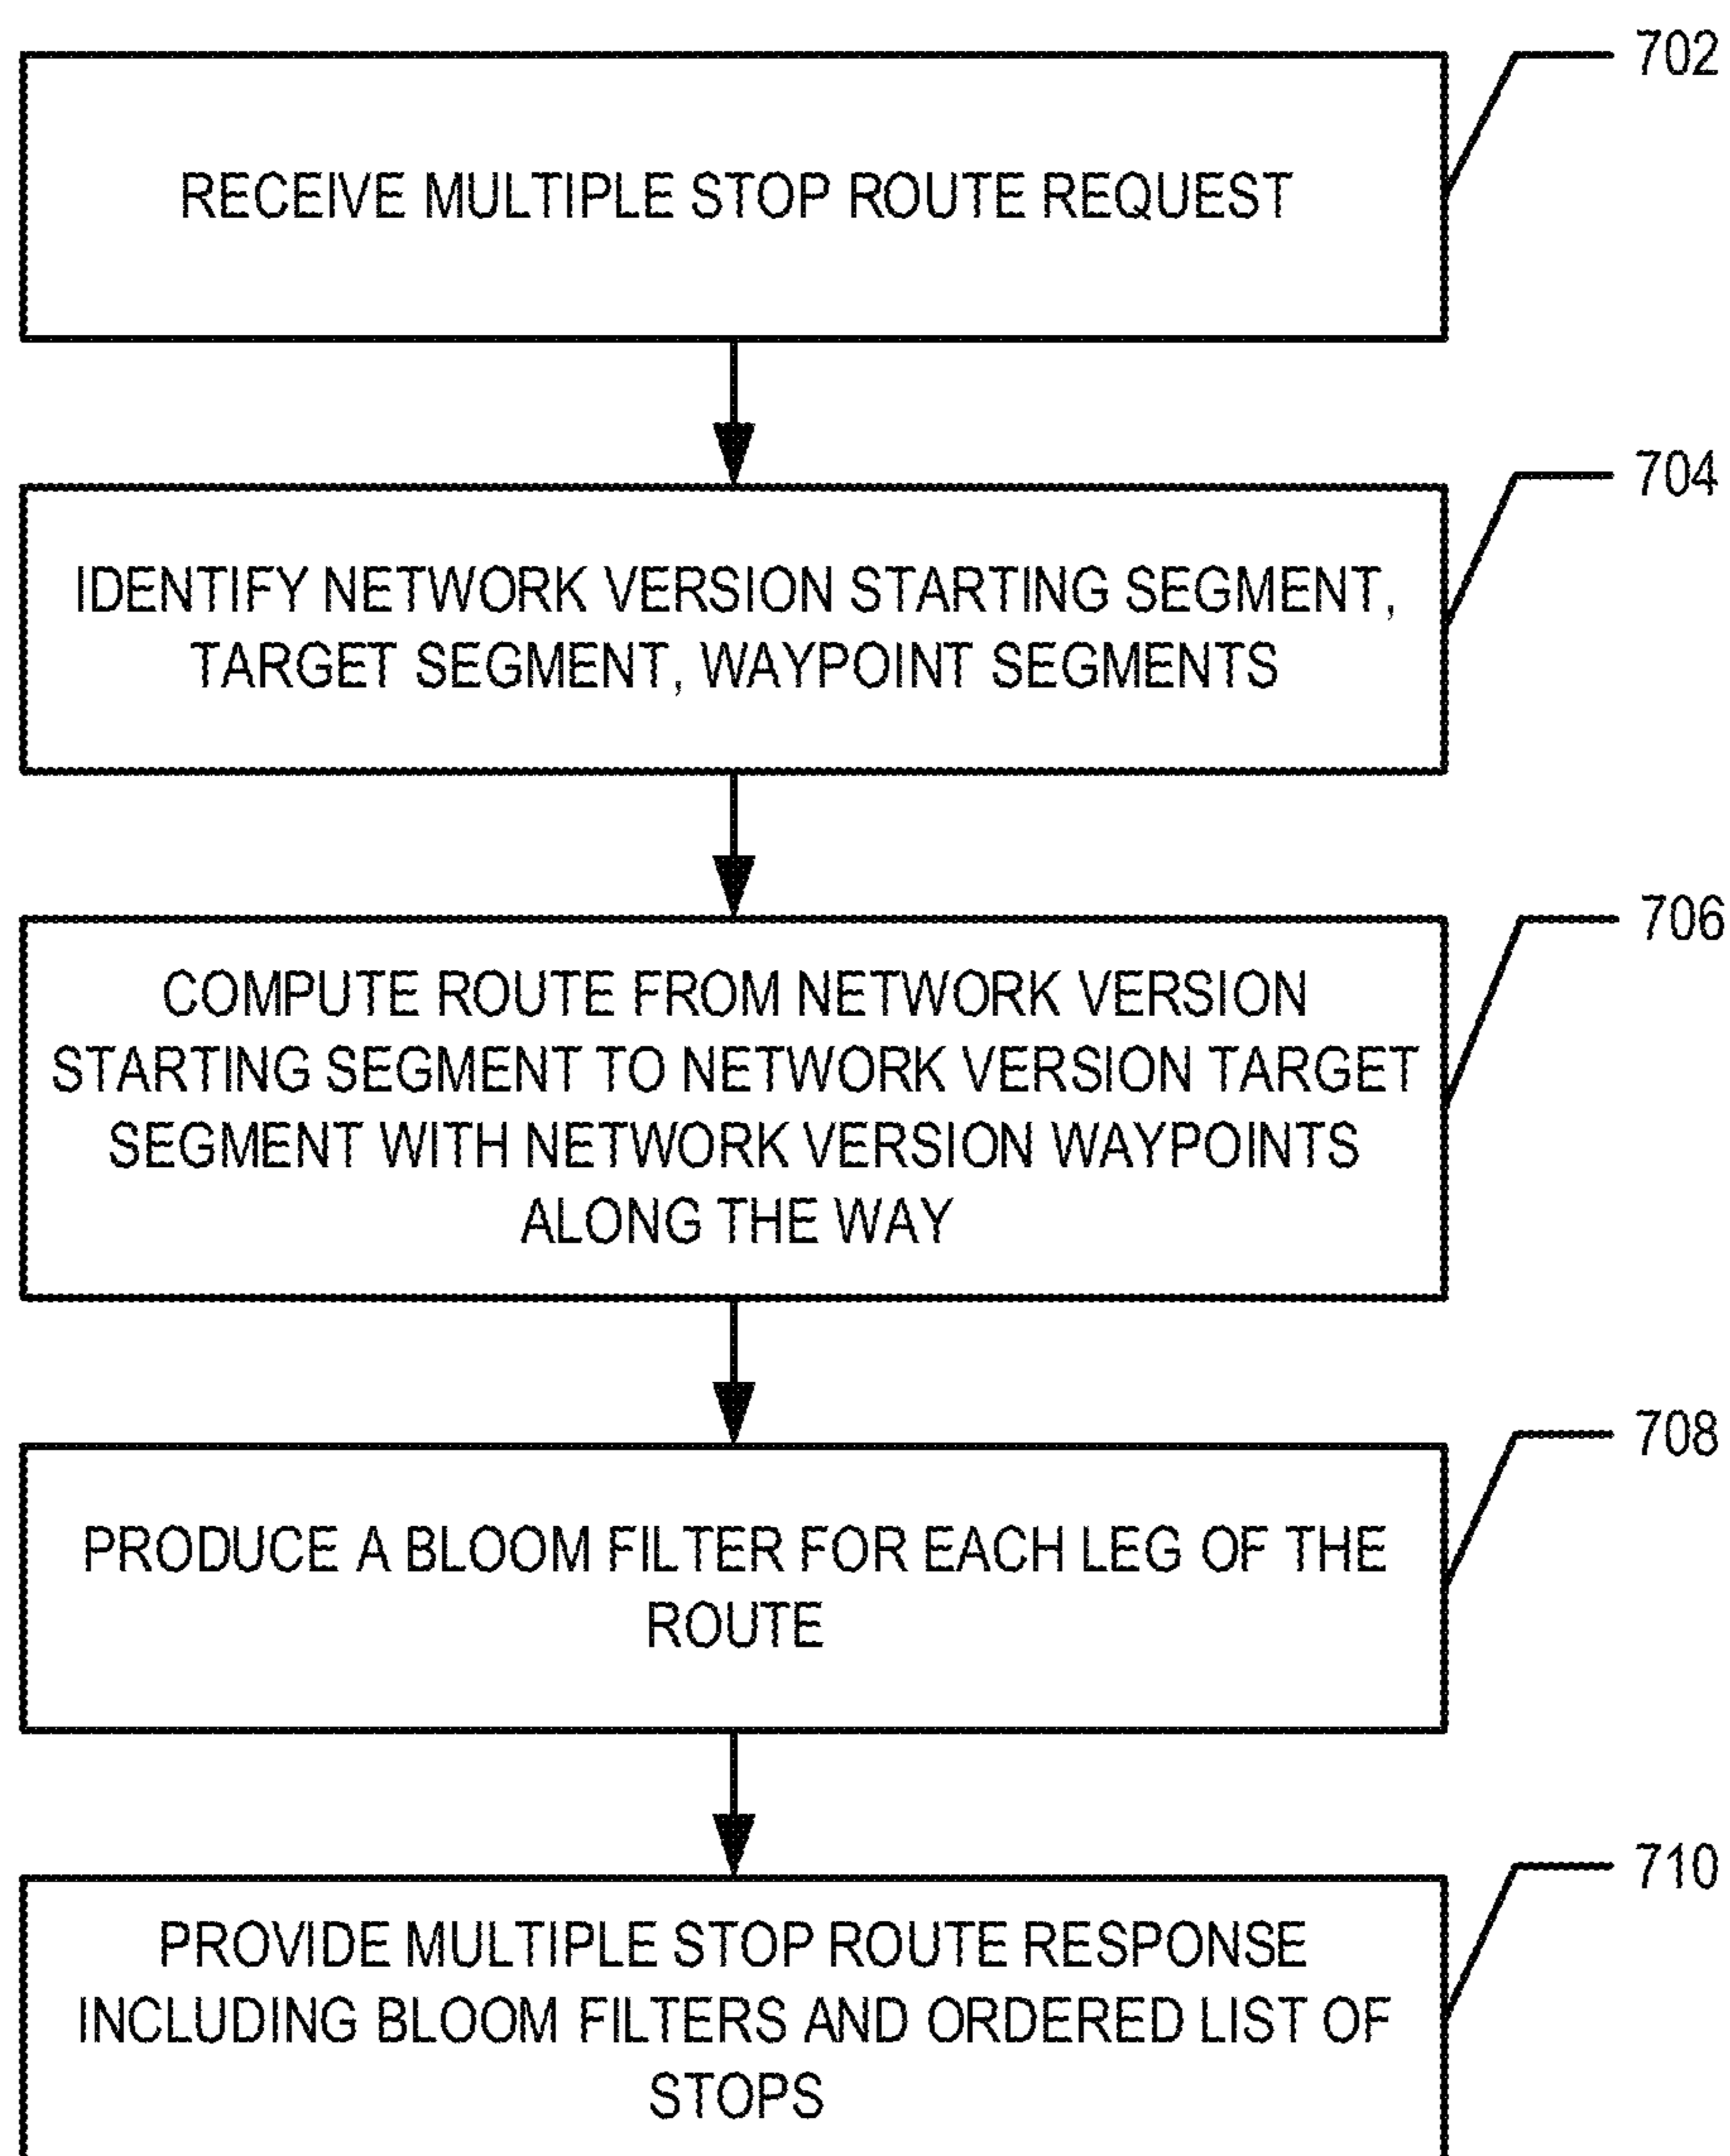 702
RECEIVE MULTIPLE STOP ROUTE REQUEST
704
IDENTIFY NETWORK VERSION STARTING SEGMENT,
TARGET SEGMENT, WAYPOINT SEGMENTS
706
COMPUTE ROUTE FROM NETWORK VERSION
STARTING SEGMENT TO NETWORK VERSION TARGET
SEGMENT WITH NETWORK VERSION WAYPOINTS
ALONG THE WAY
708
PRODUCE A BLOOM FILTER FOR EACH LEG OF THE
ROUTE
710
PROVIDE MULTIPLE STOP ROUTE RESPONSE
INCLUDING BLOOM FILTERS AND ORDERED LIST OF
STOPS